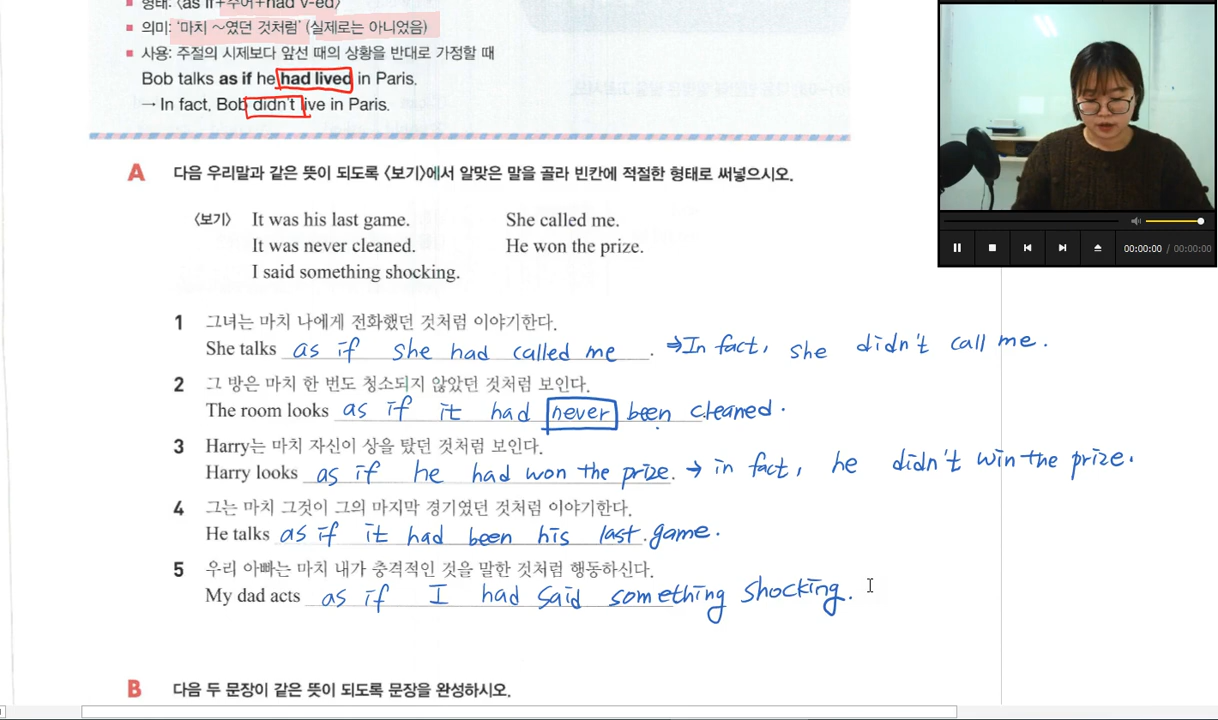 형태: 〈as if+주어+had v-ed〉
의미: '마치 ~였던 것처럼' (실제로는 아니었음)
사용: 주절의 시제보다 앞선 때의 상황을 반대로 가정할 때
Bob talks as if he had lived in Paris.
→ In fact, Bob didn't live in Paris.
A 다음 우리말과 같은 뜻이 되도록 〈보기〉에서 알맞은 말을 골라 빈칸에 적절한 형태로 써넣으시오.
〈보기〉 It was his last game. She called me.
It was never cleaned. He won the prize.
I said something shocking.
1 그녀는 마치 나에게 전화했던 것처럼 이야기한다.
She talks as if she had called me. ⇒ In fact, she didn't call me.
2 그 방은 마치 한 번도 청소되지 않았던 것처럼 보인다.
The room looks as if it had never been cleaned.
3 Harry는 마치 자신이 상을 탔던 것처럼 보인다.
Harry looks as if he had won the prize. → in fact, he didn't win the prize.
4 그는 마치 그것이 그의 마지막 경기였던 것처럼 이야기한다.
He talks as if it had been his last game.
5 우리 아빠는 마치 내가 충격적인 것을 말한 것처럼 행동하신다.
My dad acts as if I had said something shocking.
B 다음 두 문장이 같은 뜻이 되도록 문장을 완성하시오.
00:00:00 / 00:00:00